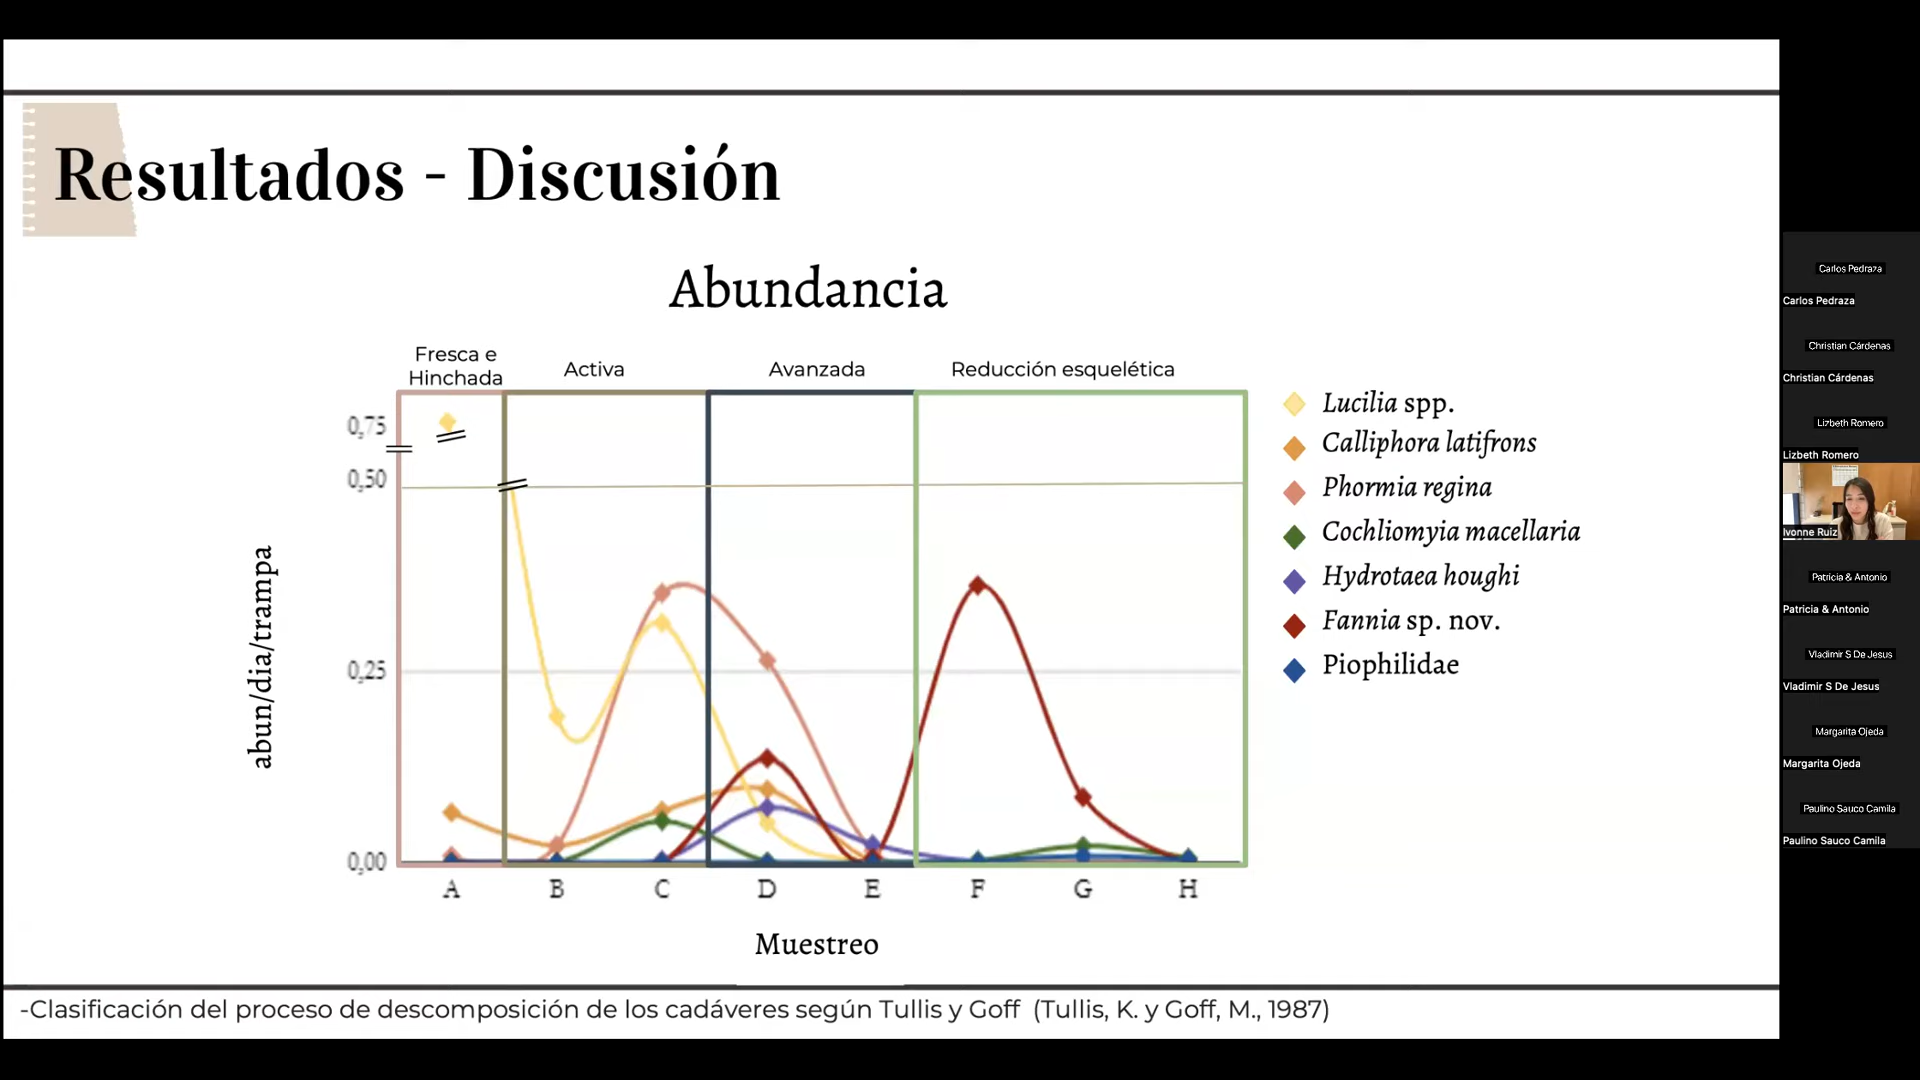 Resultados - Discusión
Abundancia
Fresca e
Hinchada
Activa
Avanzada
Reducción esquelética
0,75
0,50
0,25
0,00
abun/dia/trampa
A B C D E F G H
Muestreo
Lucilia spp.
Calliphora latifrons
Phormia regina
Cochliomyia macellaria
Hydrotaea houghi
Fannia sp. nov.
Piophilidae
-Clasificación del proceso de descomposición de los cadáveres según Tullis y Goff (Tullis, K. y Goff, M., 1987)
Carlos Pedraza
Carlos Pedraza
Christian Cárdenas
Christian Cárdenas
Lizbeth Romero
Lizbeth Romero
Ivonne Ruiz
Patricia & Antonio
Patricia & Antonio
Vladimir S De Jesus
Vladimir S De Jesus
Margarita Ojeda
Margarita Ojeda
Paulino Sauco Camila
Paulino Sauco Camila